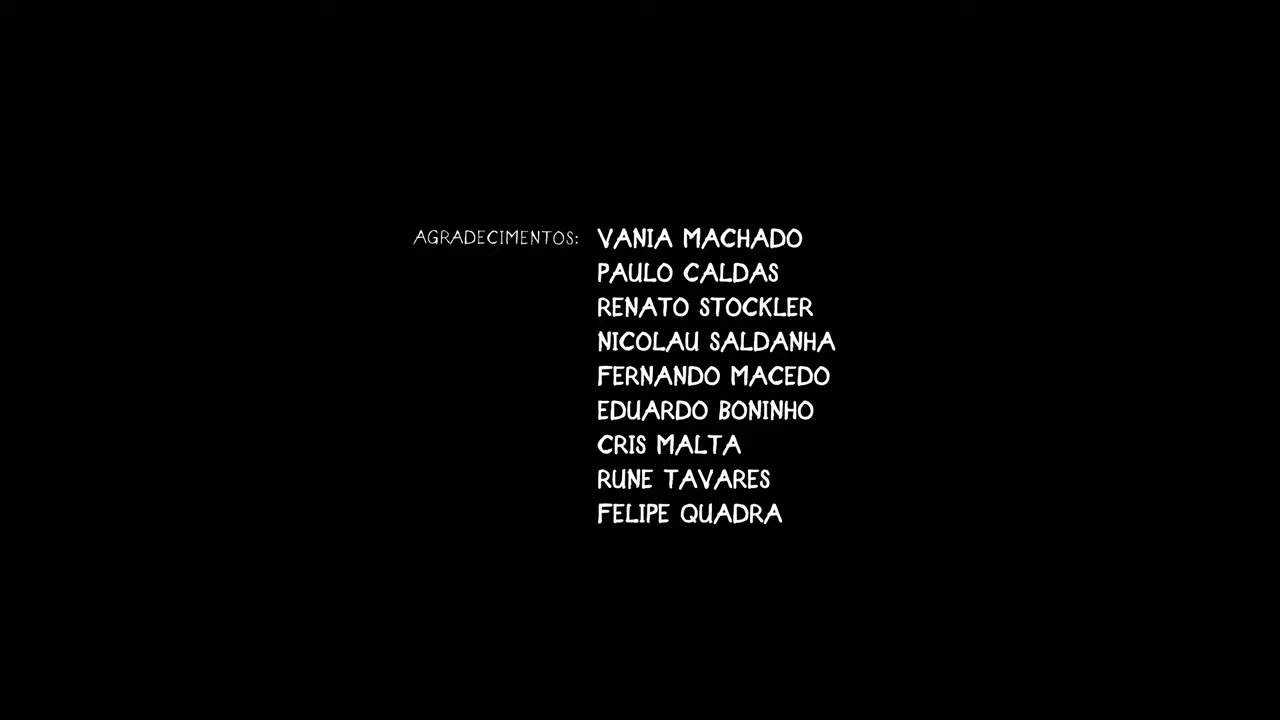 AGRADECIMENTOS: VANIA MACHADO
PAULO CALDAS
RENATO STOCKLER
NICOLAU SALDANHA
FERNANDO MACEDO
EDUARDO BONINHO
CRIS MALTA
RUNE TAVARES
FELIPE QUADRA